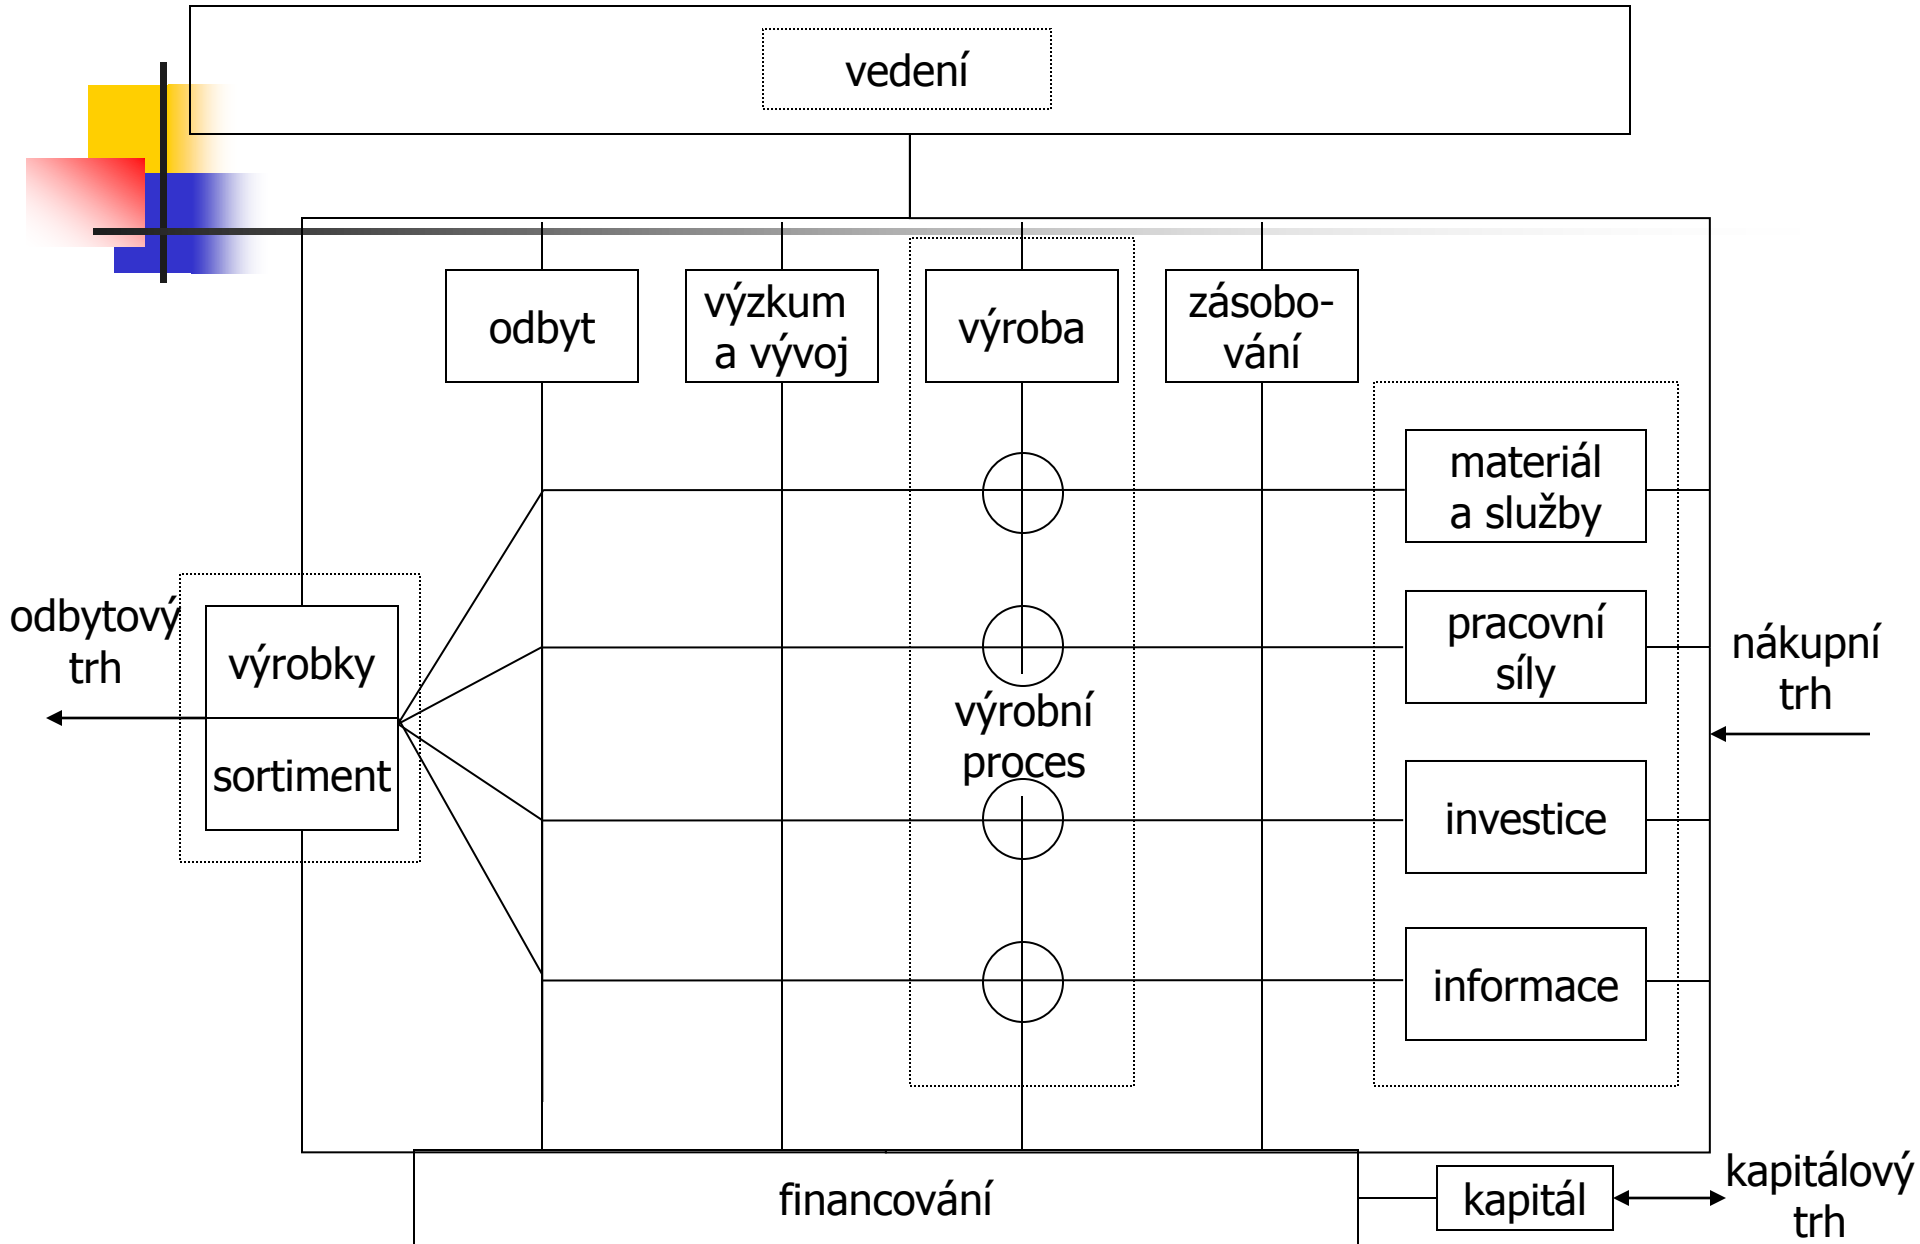 vedení
odbyt
výzkum
a vývoj
výroba
zásobo-
vání
materiál
a služby
odbytový
trh
výrobky
sortiment
pracovní
síly
nákupní
trh
výrobní
proces
investice
informace
financování
kapitál
kapitálový
trh